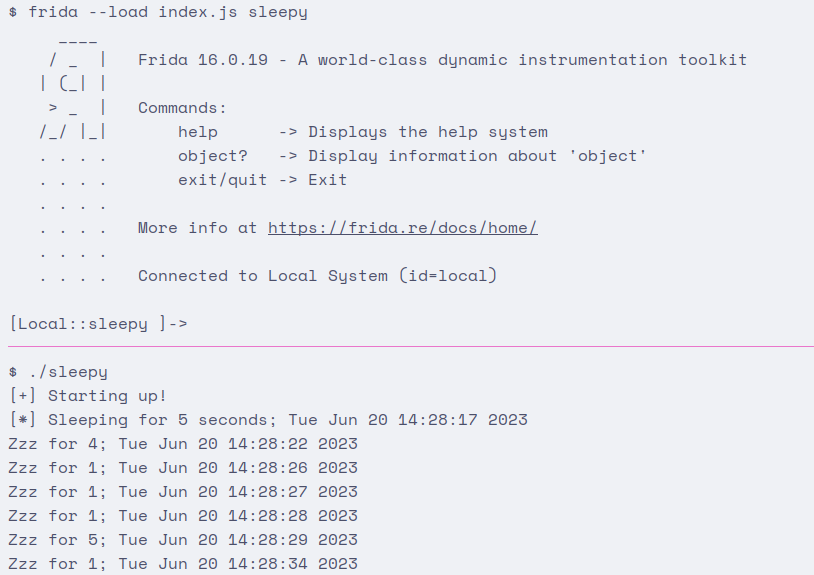 $ frida --load index.js sleepy
     ____
    / _  |   Frida 16.0.19 - A world-class dynamic instrumentation toolkit
   | (_| |
    > _  |   Commands:
   /_/ |_|       help      -> Displays the help system
   . . . .       object?   -> Display information about 'object'
   . . . .       exit/quit -> Exit
   . . . .
   . . . .   More info at https://frida.re/docs/home/
   . . . .
   . . . .   Connected to Local System (id=local)
[Local::sleepy ]->
$ ./sleepy
[+] Starting up!
[*] Sleeping for 5 seconds; Tue Jun 20 14:28:17 2023
Zzz for 4; Tue Jun 20 14:28:22 2023
Zzz for 1; Tue Jun 20 14:28:26 2023
Zzz for 1; Tue Jun 20 14:28:27 2023
Zzz for 1; Tue Jun 20 14:28:28 2023
Zzz for 5; Tue Jun 20 14:28:29 2023
Zzz for 1; Tue Jun 20 14:28:34 2023